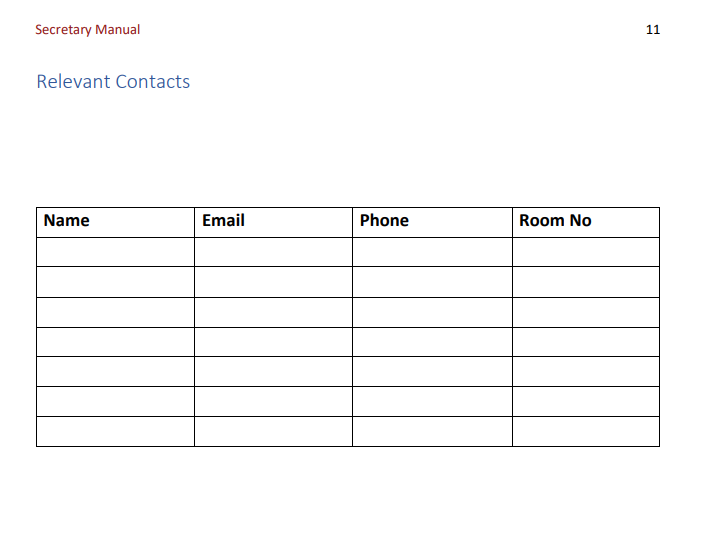 Secretary Manual 11
Relevant Contacts
Name Email Phone Room No